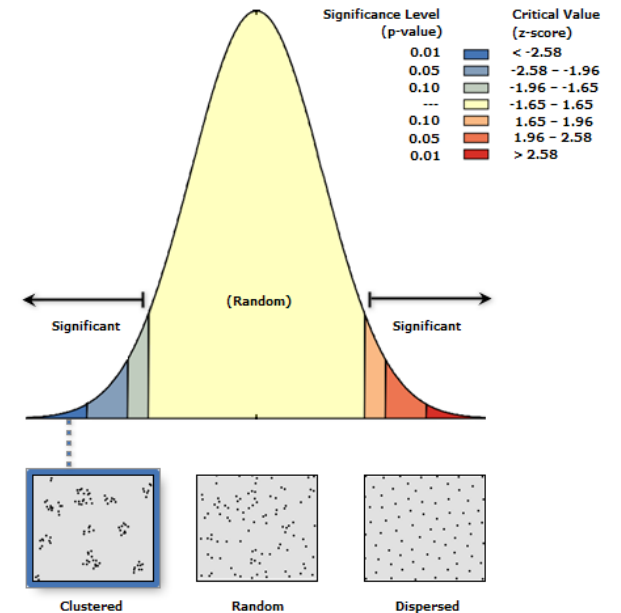 Significance Level Critical Value
(p-value) (z-score)
0.01 < -2.58
0.05 -2.58 – -1.96
0.10 -1.96 – -1.65
--- -1.65 – 1.65
0.10 1.65 – 1.96
0.05 1.96 – 2.58
0.01 > 2.58
(Random)
Significant Significant
Clustered Random Dispersed